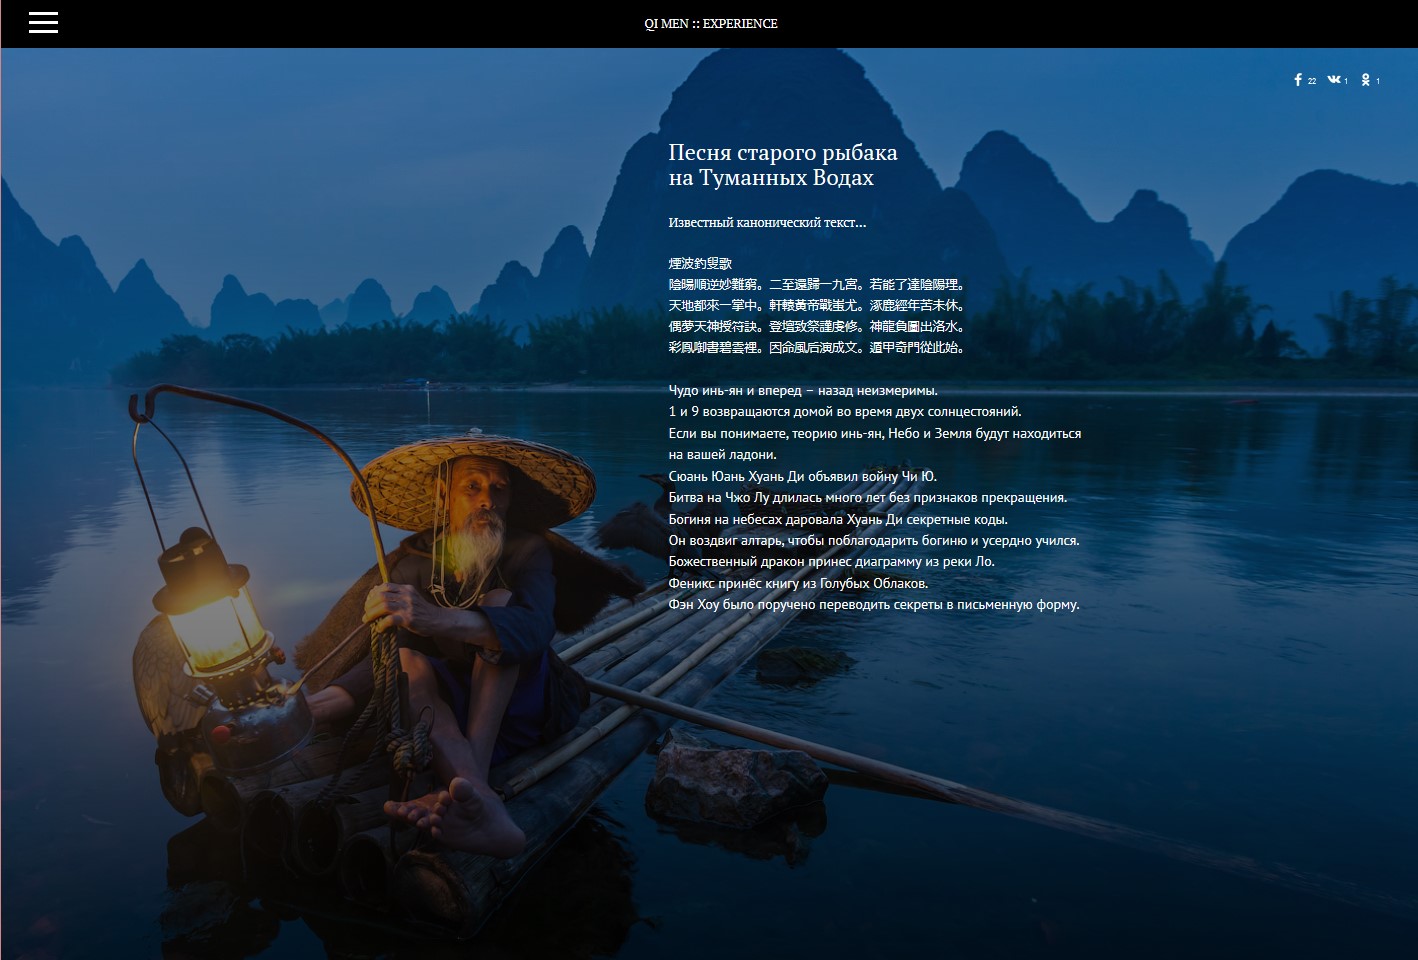 QI MEN :: EXPERIENCE
22
1
1
Песня старого рыбака
на Туманных Водах
Известный канонический текст...
煙波釣叟歌
陰暘順逆妙難窮。二至還歸一九宮。若能了達陰陽理。
天地都來一掌中。軒轅黃帝戰蚩尤。涿鹿經年苦未休。
偶夢天神授符訣。登壇致祭謹虔修。神龍負圖出洛水。
彩鳳啣書碧雲裡。因命風后演成文。遁甲奇門從此始。
Чудо инь-ян и вперед – назад неизмеримы.
1 и 9 возвращаются домой во время двух солнцестояний.
Если вы понимаете, теорию инь-ян, Небо и Земля будут находиться
на вашей ладони.
Сюань Юань Хуань Ди объявил войну Чи Ю.
Битва на Чжо Лу длилась много лет без признаков прекращения.
Богиня на небесах даровала Хуань Ди секретные коды.
Он воздвиг алтарь, чтобы поблагодарить богиню и усердно учился.
Божественный дракон принес диаграмму из реки Ло.
Феникс принёс книгу из Голубых Облаков.
Фэн Хоу было поручено переводить секреты в письменную форму.